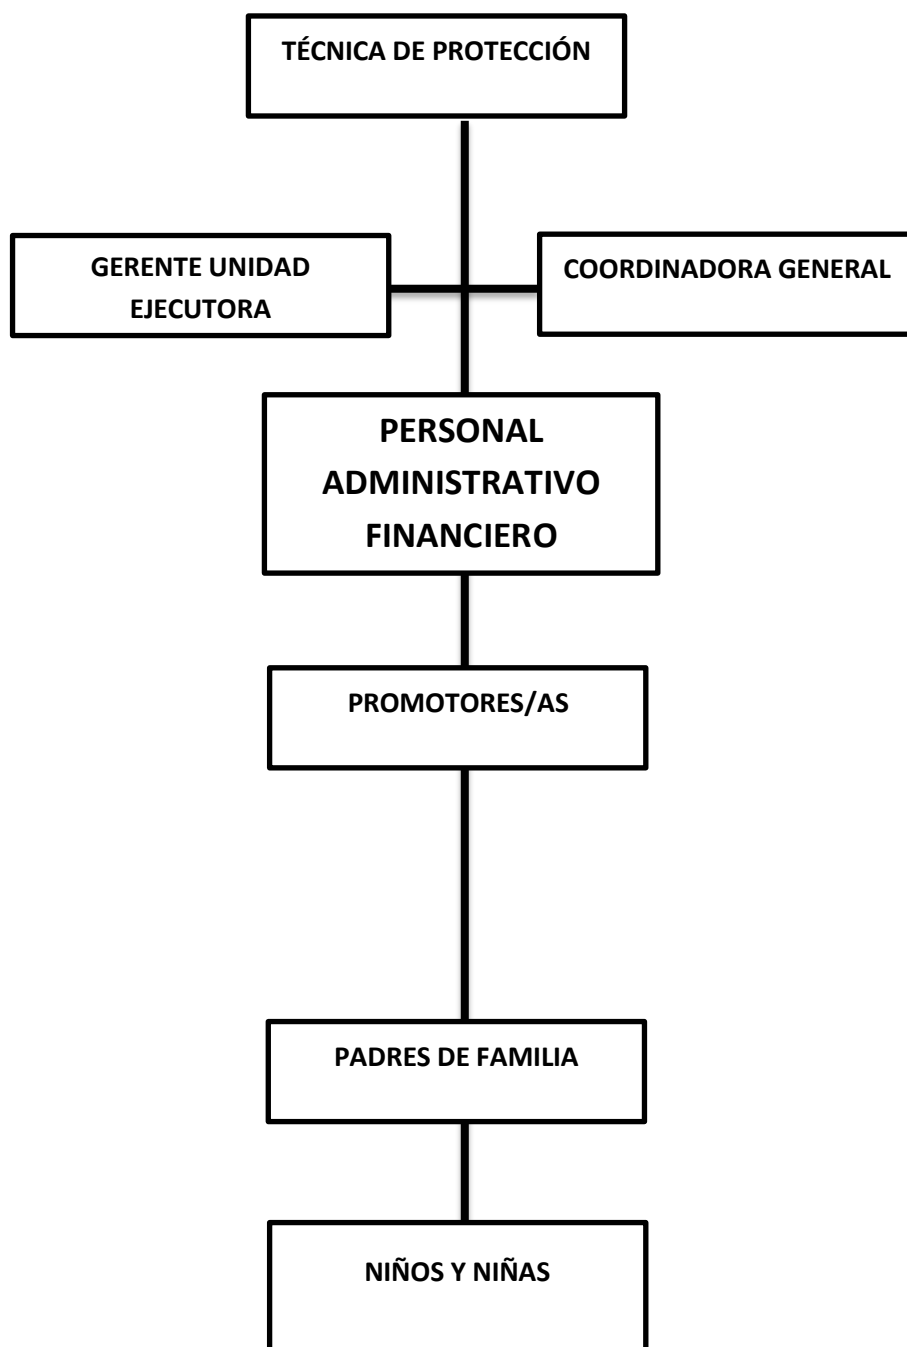 TÉCNICA DE PROTECCIÓN
GERENTE UNIDAD
EJECUTORA
COORDINADORA GENERAL
PERSONAL
ADMINISTRATIVO
FINANCIERO
PROMOTORES/AS
PADRES DE FAMILIA
NIÑOS Y NIÑAS